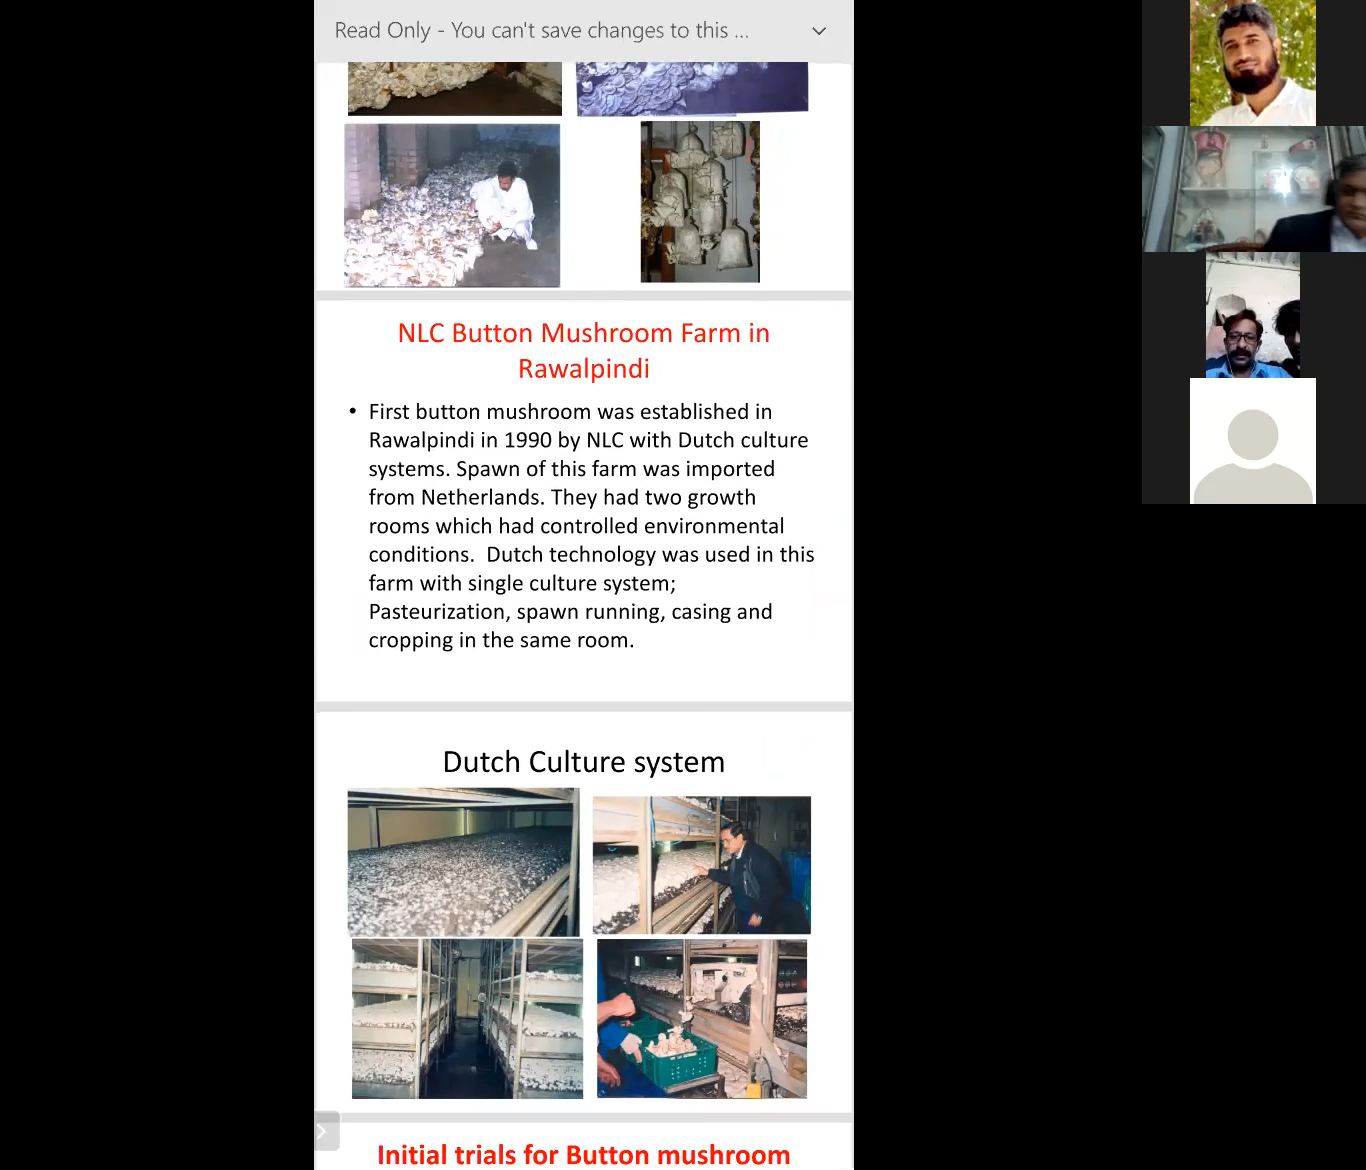 Read Only - You can't save changes to this ...
NLC Button Mushroom Farm in
Rawalpindi
• First button mushroom was established in
Rawalpindi in 1990 by NLC with Dutch culture
systems. Spawn of this farm was imported
from Netherlands. They had two growth
rooms which had controlled environmental
conditions.  Dutch technology was used in this
farm with single culture system;
Pasteurization, spawn running, casing and
cropping in the same room.
Dutch Culture system
Initial trials for Button mushroom